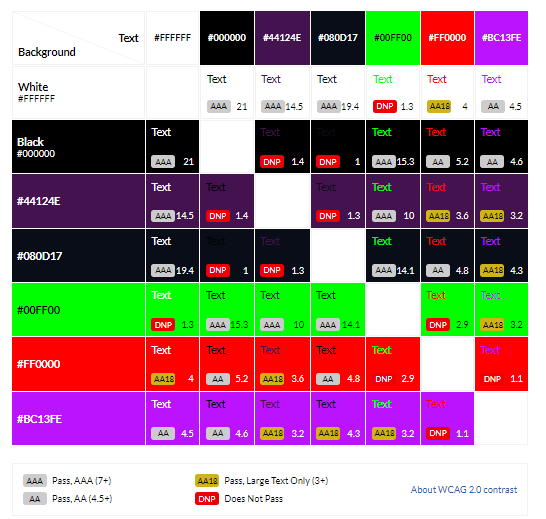 Text #FFFFFF #000000 #44124E #080D17 #00FF00 #FF0000 #BC13FE
Background
White Text Text Text Text Text Text
#FFFFFF AAA 21 AAA 14.5 AAA 19.4 DNP 1.3 AA18 4 AA 4.5
Black Text Text Text Text Text Text
#000000 AAA 21 DNP 1.4 DNP 1 AAA 15.3 AA 5.2 AA 4.6
#44124E Text Text Text Text Text Text
AAA 14.5 DNP 1.4 DNP 1.3 AAA 10 AA18 3.6 AA18 3.2
#080D17 Text Text Text Text Text Text
AAA 19.4 DNP 1 DNP 1.3 AAA 14.1 AA 4.8 AA18 4.3
#00FF00 Text Text Text Text Text Text
DNP 1.3 AAA 15.3 AAA 10 AAA 14.1 DNP 2.9 AA18 3.2
#FF0000 Text Text Text Text Text Text
AA18 4 AA 5.2 AA18 3.6 AA 4.8 DNP 2.9 DNP 1.1
#BC13FE Text Text Text Text Text Text
AA 4.5 AA 4.6 AA18 3.2 AA18 4.3 AA18 3.2 DNP 1.1
AAA Pass, AAA (7+) AA18 Pass, Large Text Only (3+)
About WCAG 2.0 contrast
AA Pass, AA (4.5+) DNP Does Not Pass